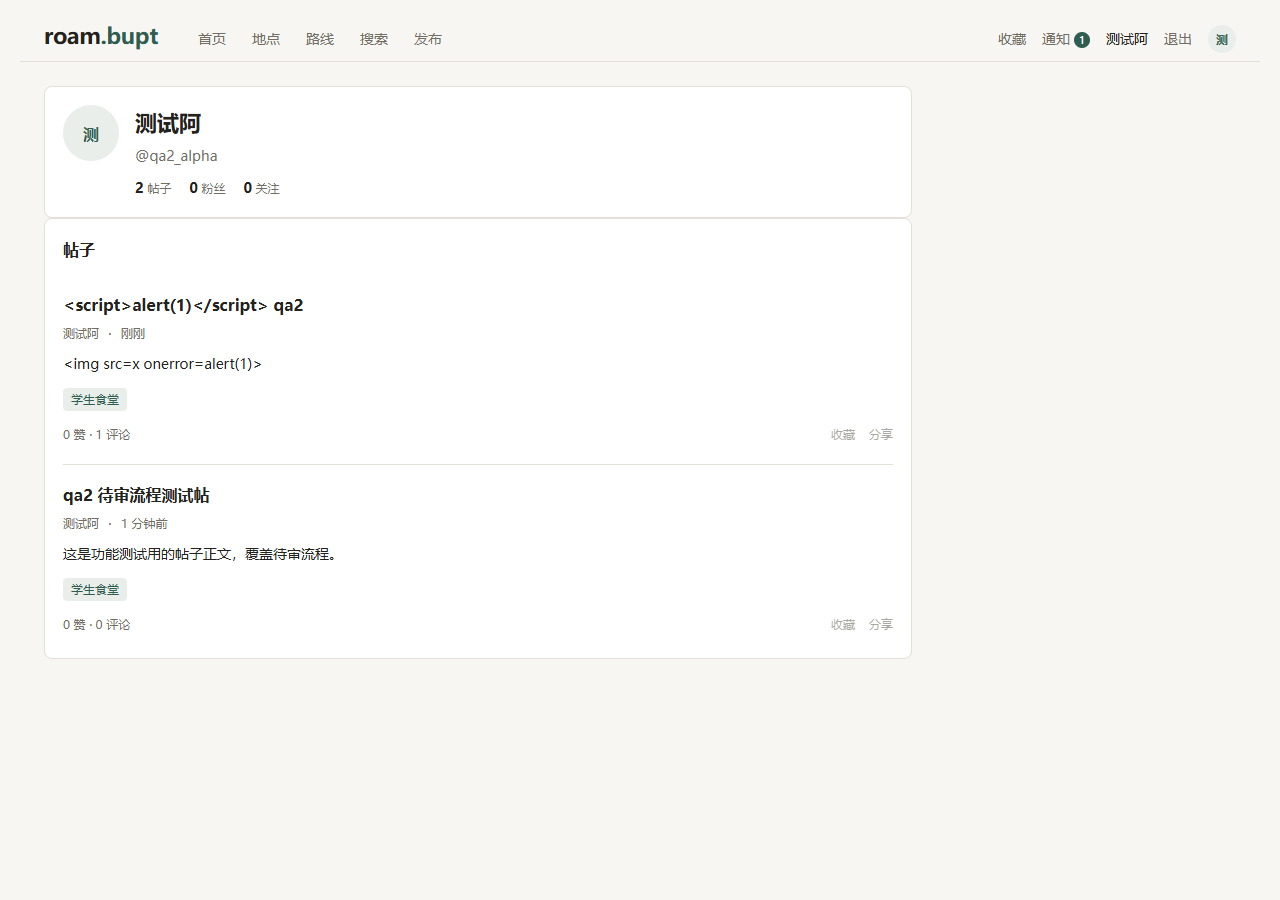 roam.bupt 首页 地点 路线 搜索 发布 收藏 通知 1 测试阿 退出 测
测
测试阿
@qa2_alpha
2 帖子 0 粉丝 0 关注
帖子
<script>alert(1)</script> qa2
测试阿 · 刚刚
<img src=x onerror=alert(1)>
学生食堂
0 赞 · 1 评论 收藏 分享
qa2 待审流程测试帖
测试阿 · 1 分钟前
这是功能测试用的帖子正文，覆盖待审流程。
学生食堂
0 赞 · 0 评论 收藏 分享